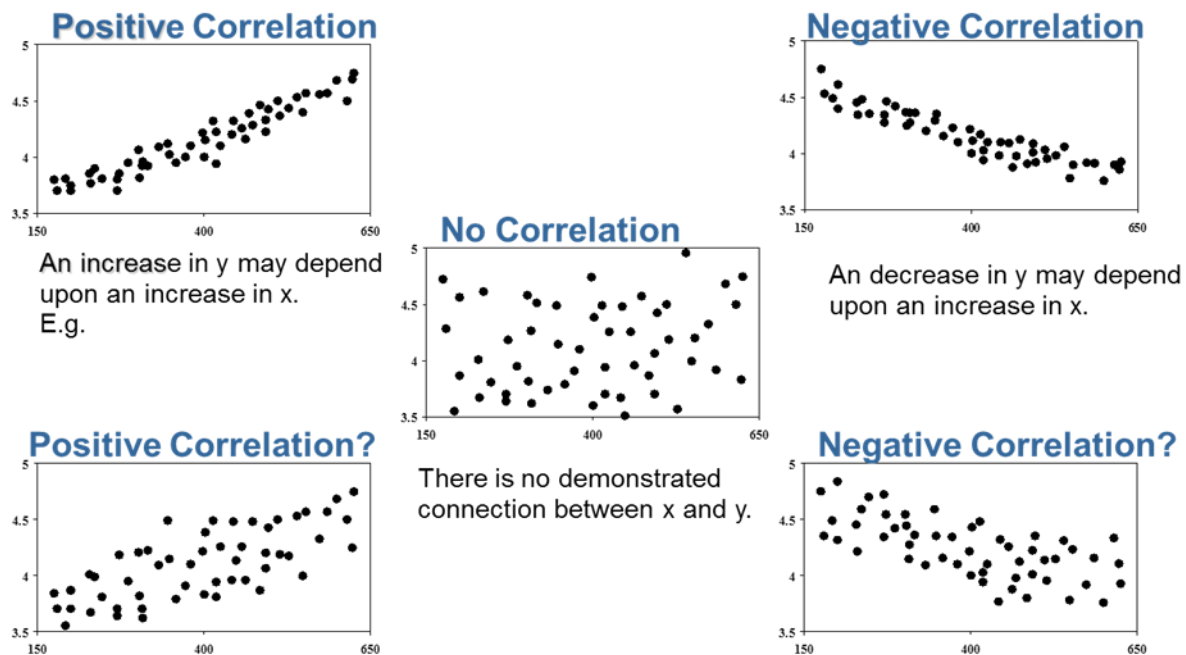 Positive Correlation
5
4.5
4
3.5
150
400
650
An increase in y may depend
upon an increase in x.
E.g.
Negative Correlation
5
4.5
4
3.5
150
400
650
An decrease in y may depend
upon an increase in x.
No Correlation
5
4.5
4
3.5
150
400
650
There is no demonstrated
connection between x and y.
Positive Correlation?
5
4.5
4
3.5
150
400
650
Negative Correlation?
5
4.5
4
3.5
150
400
650